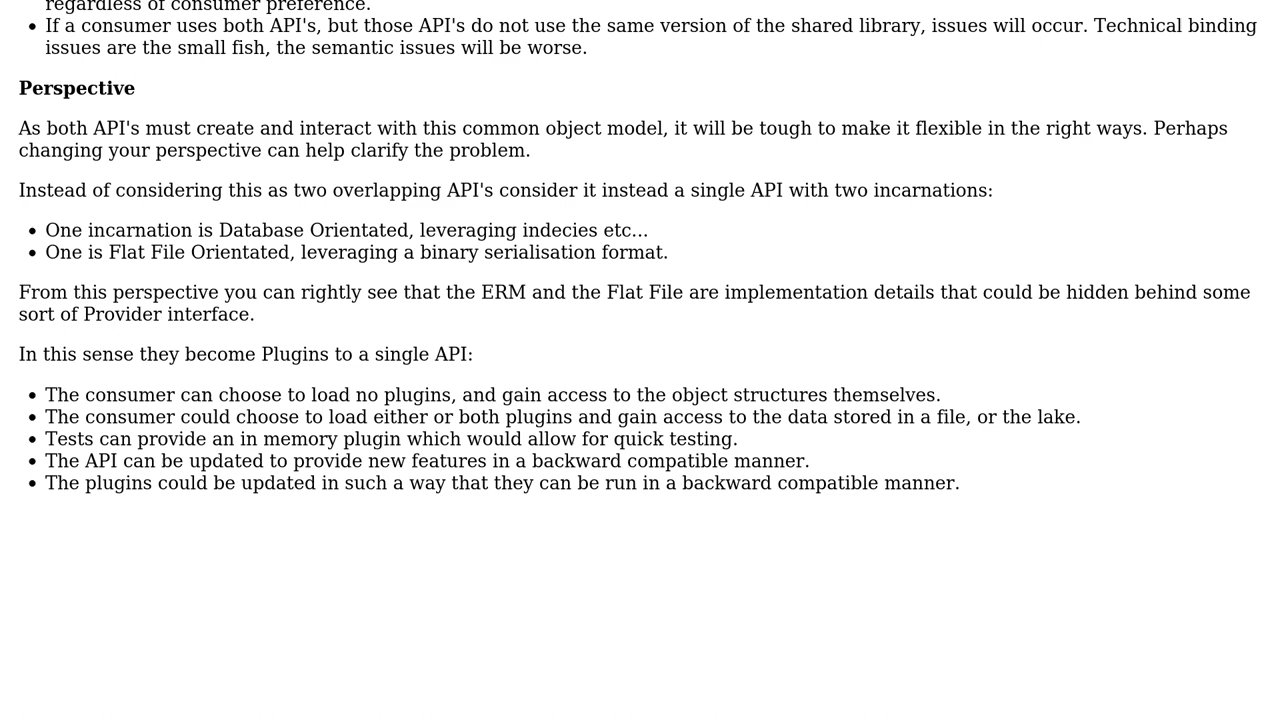 regardless of consumer preference.
• If a consumer uses both API's, but those API's do not use the same version of the shared library, issues will occur. Technical binding
issues are the small fish, the semantic issues will be worse.
Perspective
As both API's must create and interact with this common object model, it will be tough to make it flexible in the right ways. Perhaps
changing your perspective can help clarify the problem.
Instead of considering this as two overlapping API's consider it instead a single API with two incarnations:
• One incarnation is Database Orientated, leveraging indecies etc...
• One is Flat File Orientated, leveraging a binary serialisation format.
From this perspective you can rightly see that the ERM and the Flat File are implementation details that could be hidden behind some
sort of Provider interface.
In this sense they become Plugins to a single API:
• The consumer can choose to load no plugins, and gain access to the object structures themselves.
• The consumer could choose to load either or both plugins and gain access to the data stored in a file, or the lake.
• Tests can provide an in memory plugin which would allow for quick testing.
• The API can be updated to provide new features in a backward compatible manner.
• The plugins could be updated in such a way that they can be run in a backward compatible manner.